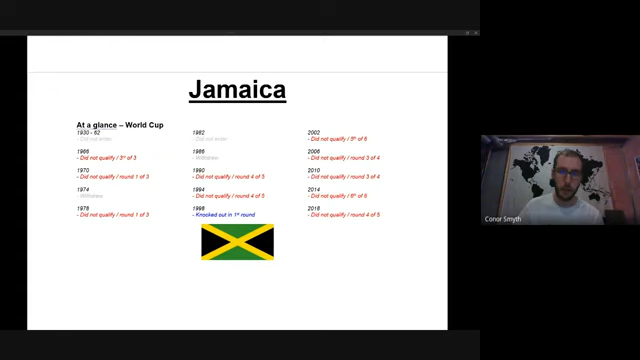 Jamaica
At a glance – World Cup
1930 - 62
- Did not enter
1966
- Did not qualify / 3rd of 3
1970
- Did not qualify / round 1 of 3
1974
- Withdrew
1978
- Did not qualify / round 1 of 3
1982
- Did not enter
1986
- Withdrew
1990
- Did not qualify / round 4 of 5
1994
- Did not qualify / round 4 of 5
1998
- Knocked out in 1st round
2002
- Did not qualify / 5th of 6
2006
- Did not qualify / round 3 of 4
2010
- Did not qualify / round 3 of 4
2014
- Did not qualify / 6th of 6
2018
- Did not qualify / round 4 of 5
Conor Smyth